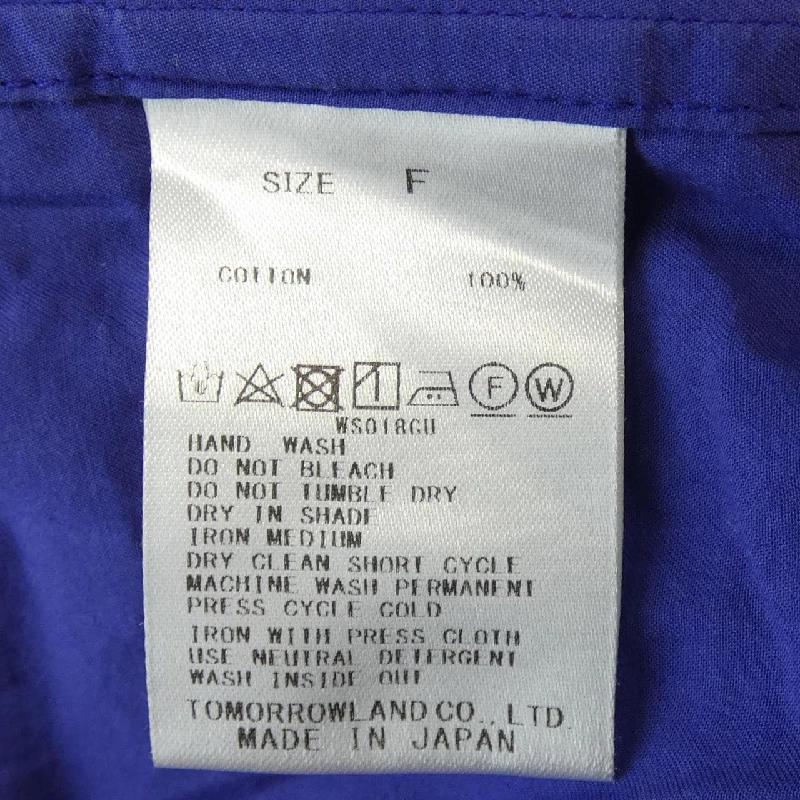 SIZE F
COTTON 100%
F W
WS018GU
HAND WASH
DO NOT BLEACH
DO NOT TUMBLE DRY
DRY IN SHADE
IRON MEDIUM
DRY CLEAN SHORT CYCLE
MACHINE WASH PERMANENT
PRESS CYCLE COLD
IRON WITH PRESS CLOTH
USE NEUTRAL DETERGENT
WASH INSIDE OUT
TOMORROWLAND CO., LTD.
MADE IN JAPAN